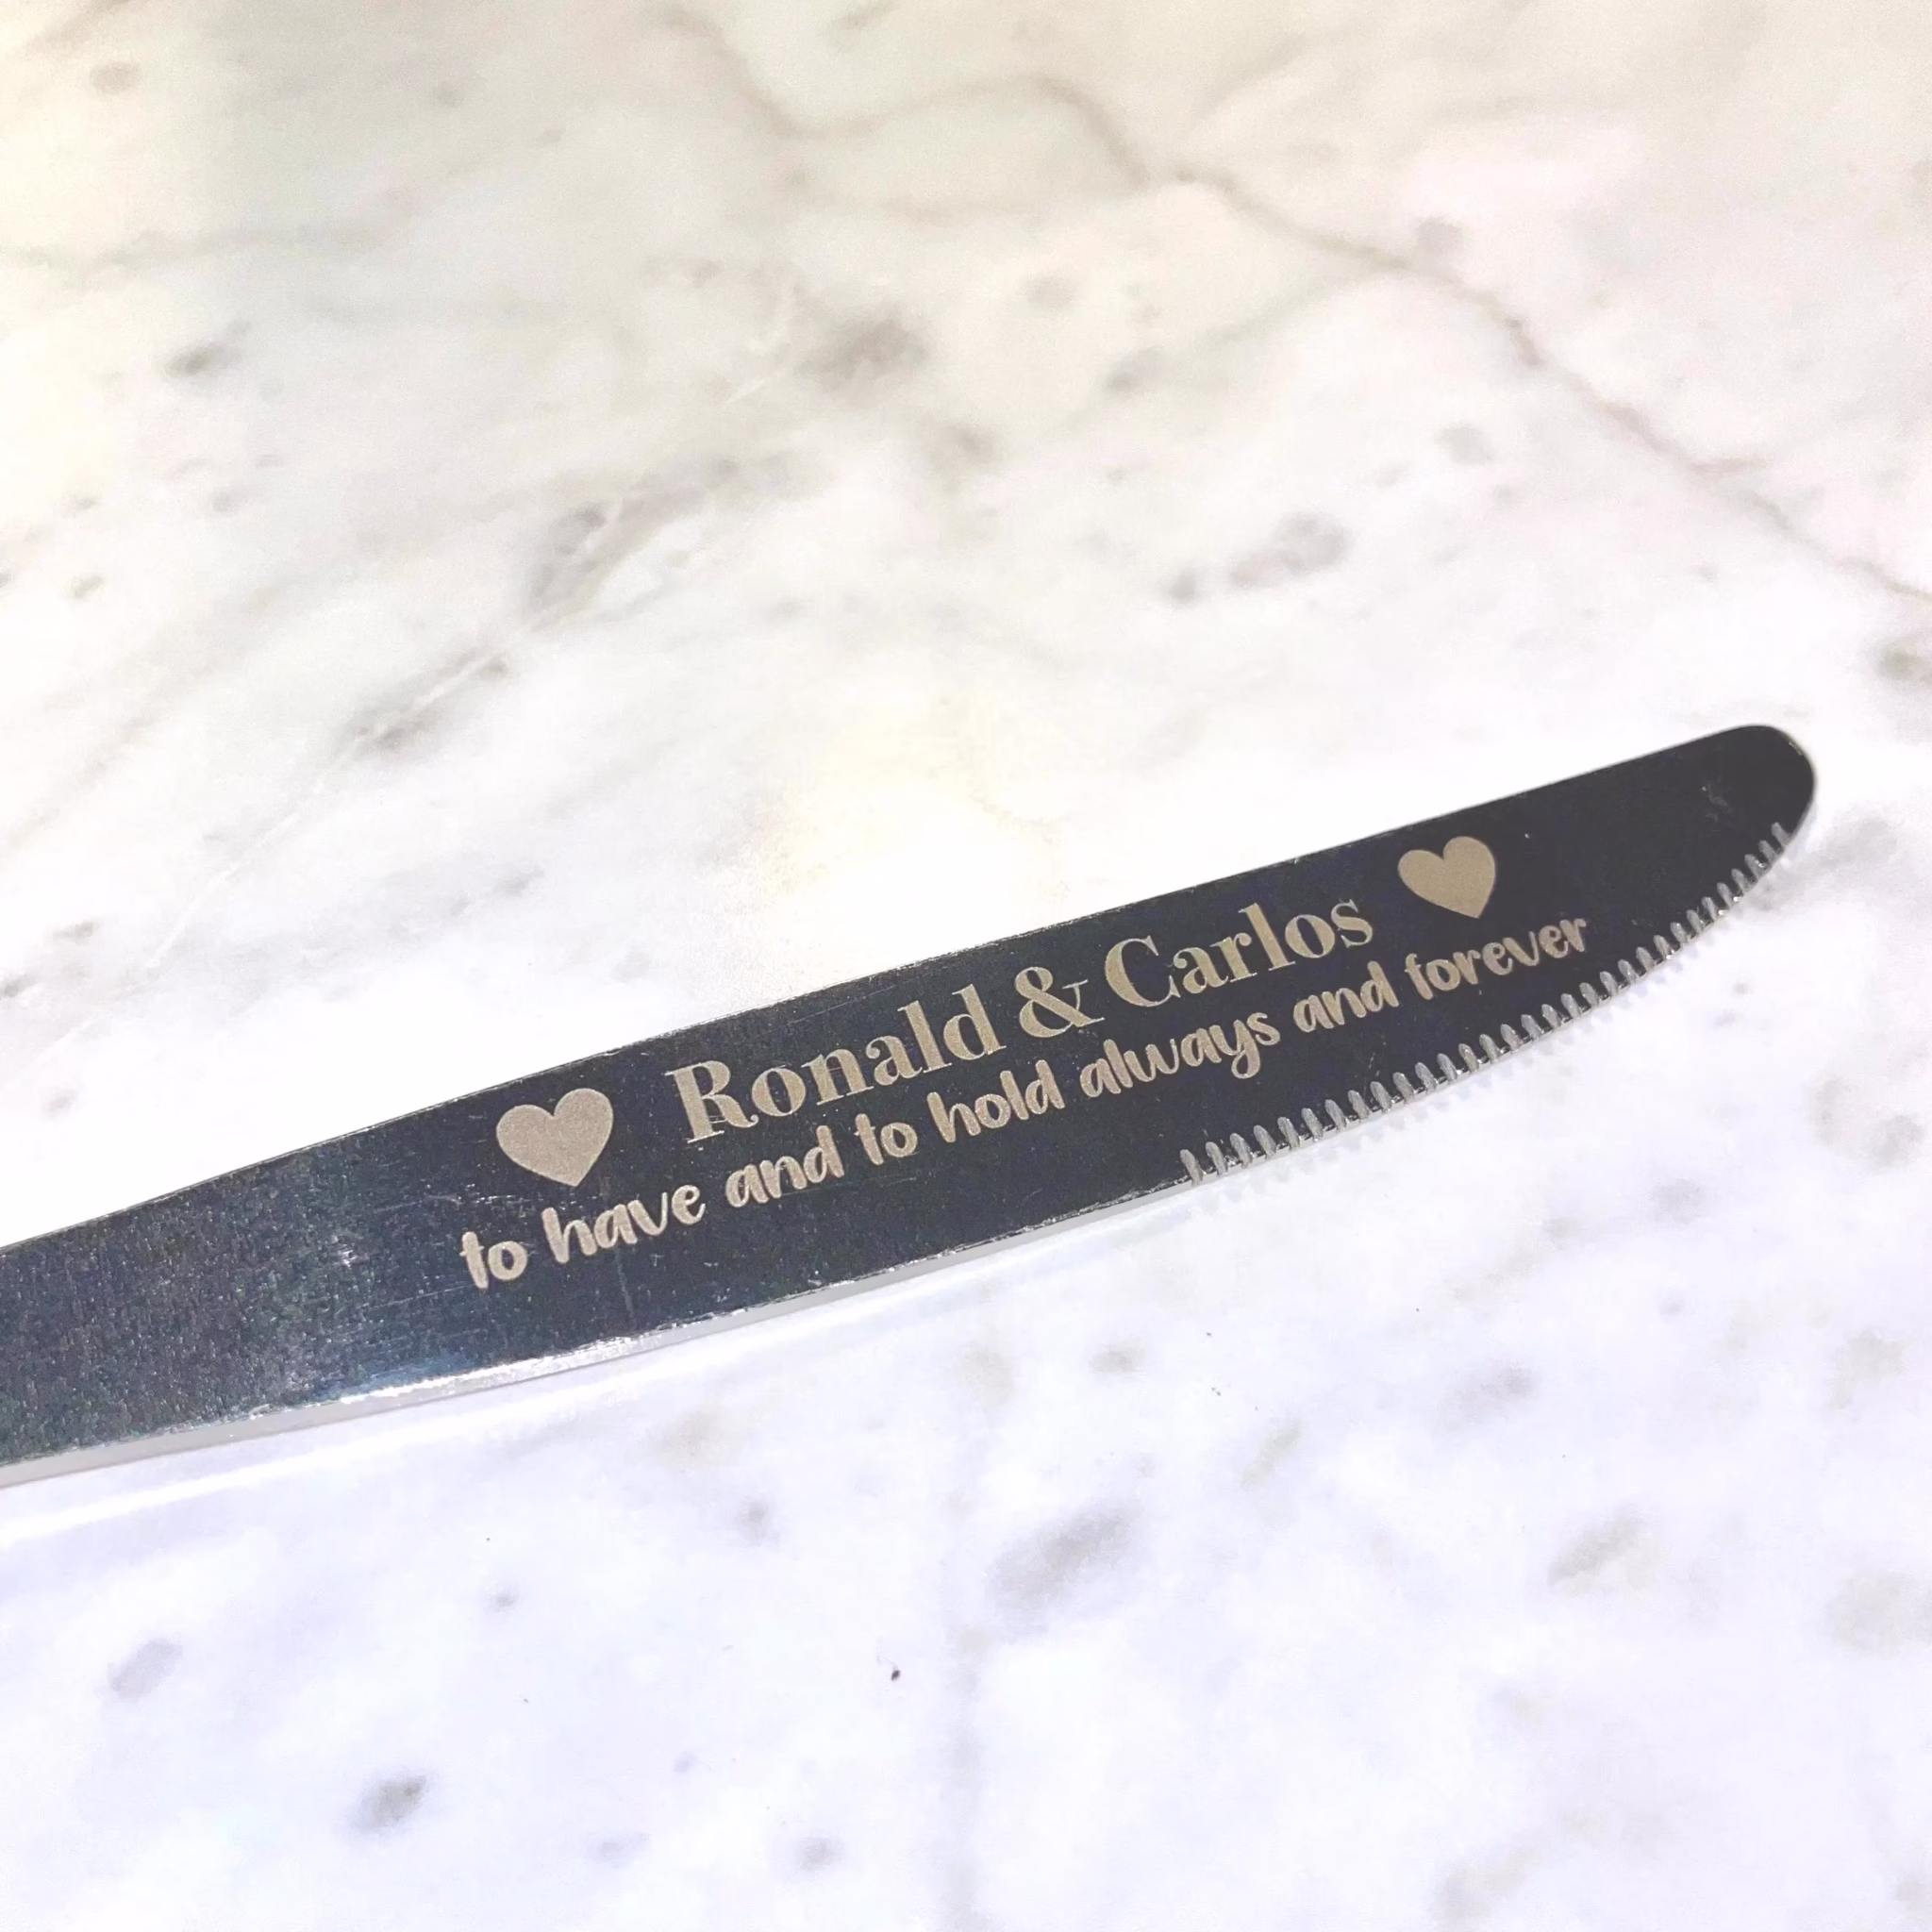 Ronald & Carlos
to have and to hold always and forever